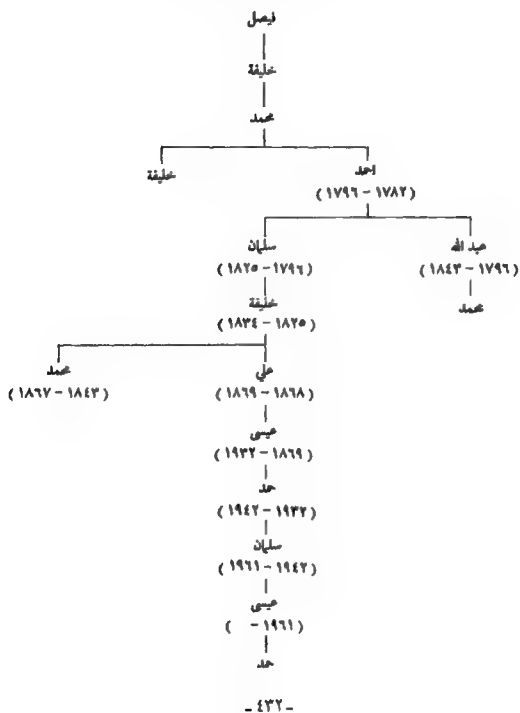 فيصل
خليفة
محمد
احمد خليفة
(١٧٨٢ – ١٧٩٦)
عبد الله سلمان
(١٧٩٦ – ١٨٤٣) (١٧٩٦ – ١٨٢٥)
محمد خليفة
(١٨٢٥ – ١٨٣٤)
علي محمد
(١٨٦٨ – ١٨٦٩) (١٨٤٣ – ١٨٦٧)
عيسى
(١٨٦٩ – ١٩٣٢)
حمد
(١٩٣٢ – ١٩٤٢)
سلمان
(١٩٤٢ – ١٩٦١)
عيسى
(١٩٦١ – )
حمد
– ٤٣٢ –